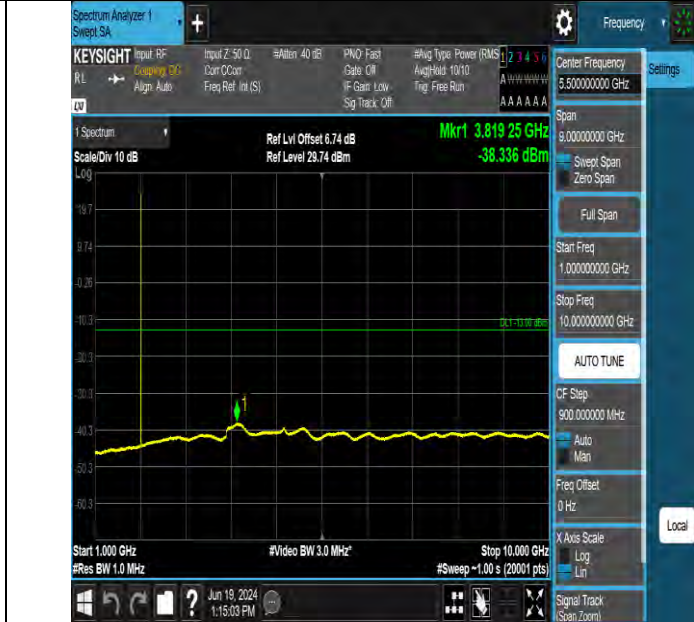 Spectrum Analyzer 1
Swept SA
+
Frequency
KEYSIGHT
RL
Input: RF
Coupling: DC
Align: Auto
Input Z: 50 Ω
Corr CCorr
Freq Ref: Int (S)
#Atten: 40 dB
PNO: Fast
Gate: Off
IF Gain: Low
Sig Track: Off
#Avg Type: Power (RMS
Avg|Hold: 10/10
Trig: Free Run
1 2 3 4 5 6
A W W W W W
A A A A A A
LXI
1 Spectrum
Scale/Div 10 dB
Log
Ref Lvl Offset 6.74 dB
Ref Level 29.74 dBm
Mkr1 3.819 25 GHz
-38.336 dBm
19.7
9.74
-0.26
-10.3
-20.3
-30.3
-40.3
-50.3
-60.3
DL1 -13.00 dBm
1
Start 1.000 GHz
#Res BW 1.0 MHz
#Video BW 3.0 MHz*
Stop 10.000 GHz
#Sweep ~1.00 s (20001 pts)
Center Frequency
5.500000000 GHz
Settings
Span
9.00000000 GHz
Swept Span
Zero Span
Full Span
Start Freq
1.000000000 GHz
Stop Freq
10.000000000 GHz
AUTO TUNE
CF Step
900.000000 MHz
Auto
Man
Freq Offset
0 Hz
X Axis Scale
Log
Lin
Signal Track
(Span Zoom)
Local
?
Jun 19, 2024
1:15:03 PM